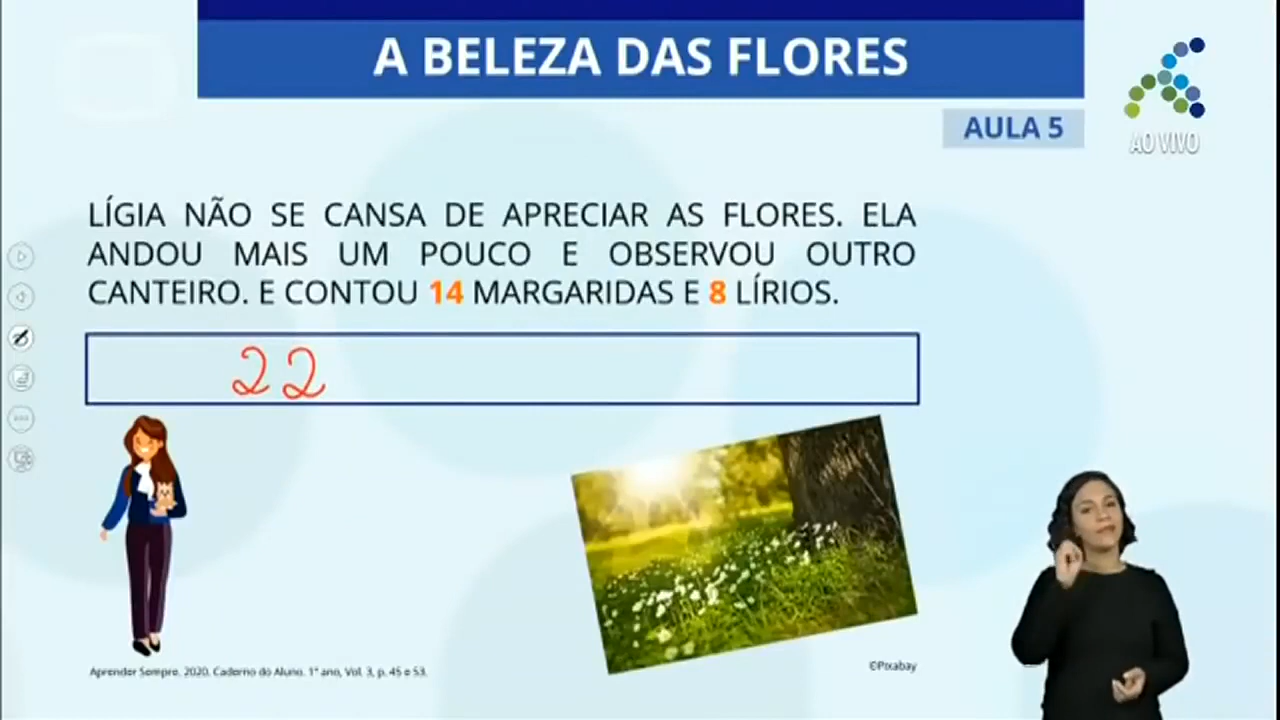 A BELEZA DAS FLORES
AULA 5
AO VIVO
LÍGIA NÃO SE CANSA DE APRECIAR AS FLORES. ELA
ANDOU MAIS UM POUCO E OBSERVOU OUTRO
CANTEIRO. E CONTOU 14 MARGARIDAS E 8 LÍRIOS.
22
Aprender Sempre. 2020. Caderno do Aluno. 1º ano, Vol. 3, p. 45 e 53.
©Pixabay